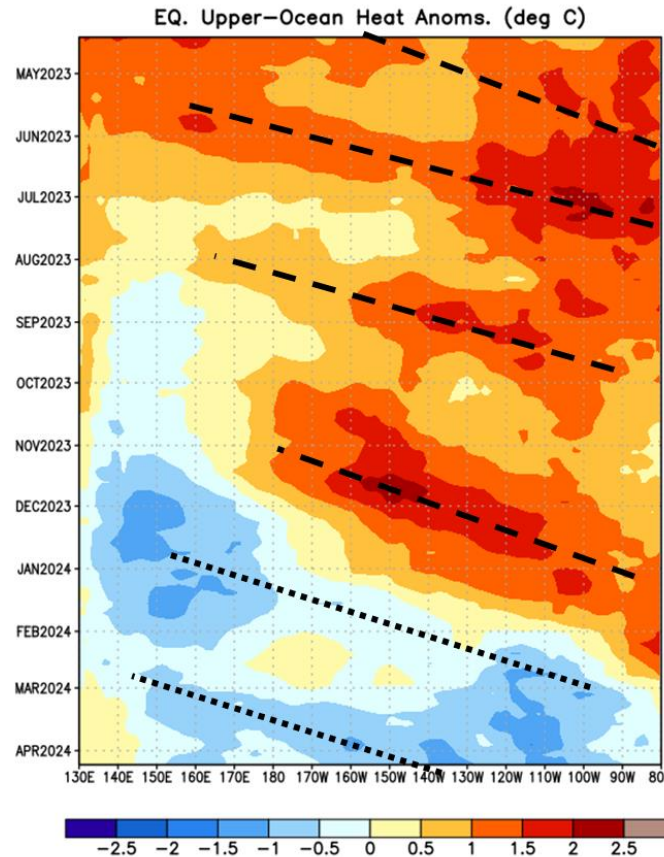 EQ. Upper-Ocean Heat Anoms. (deg C)
MAY2023
JUN2023
JUL2023
AUG2023
SEP2023
OCT2023
NOV2023
DEC2023
JAN2024
FEB2024
MAR2024
APR2024
130E 140E 150E 160E 170E 180 170W 160W 150W 140W 130W 120W 110W 100W 90W 80
-2.5 -2 -1.5 -1 -0.5 0 0.5 1 1.5 2 2.5